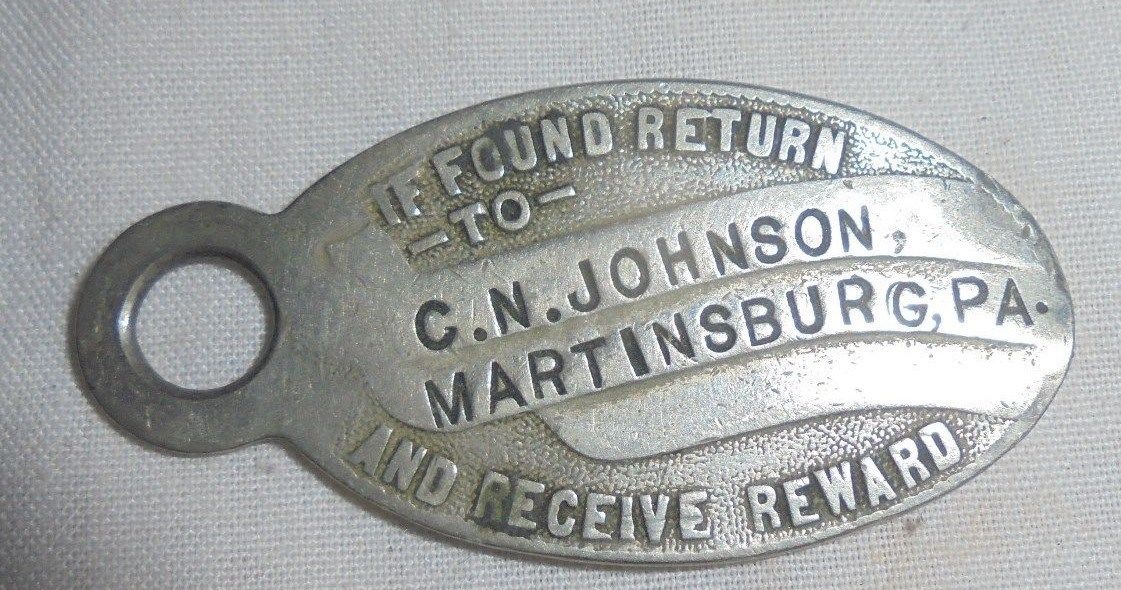 IF FOUND RETURN
-TO-
C.N. JOHNSON,
MARTINSBURG, PA.
AND RECEIVE REWARD